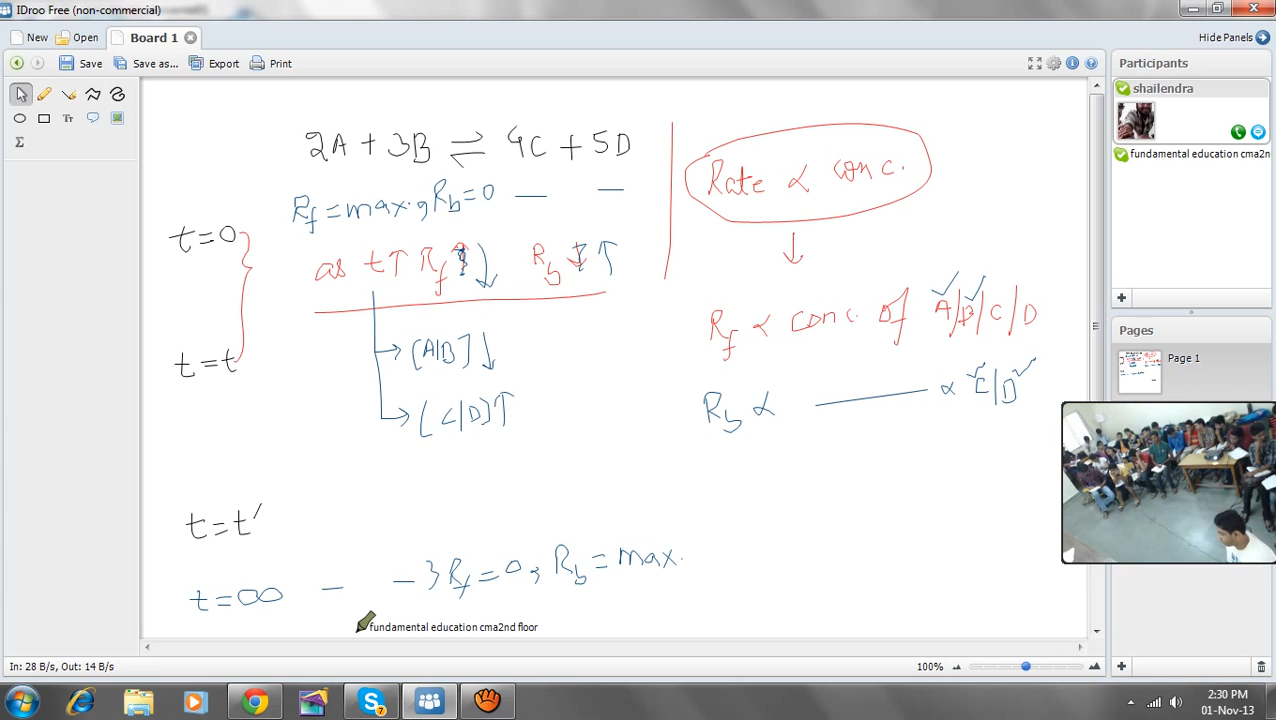 IDroo Free (non-commercial)
New Open Board 1 Hide Panels
Save Save as... Export Print
Participants
shailendra
fundamental education cma2n
Pages
Page 1
2A + 3B ⇌ 4C + 5D
Rf = max., Rb = 0 — —
t = 0
as t↑ Rf ↓ Rb ↑
t = t
→ [A/B] ↓
→ [C/D] ↑
t = t′
t = ∞ — — 3 Rf = 0, Rb = max.
Rate ∝ conc.
↓
Rf ∝ conc. of A/B/C/D
Rb ∝ ——— ∝ C/D
fundamental education cma2nd floor
Tr
Σ
In: 28 B/s, Out: 14 B/s 100%
7
2:30 PM
01-Nov-13